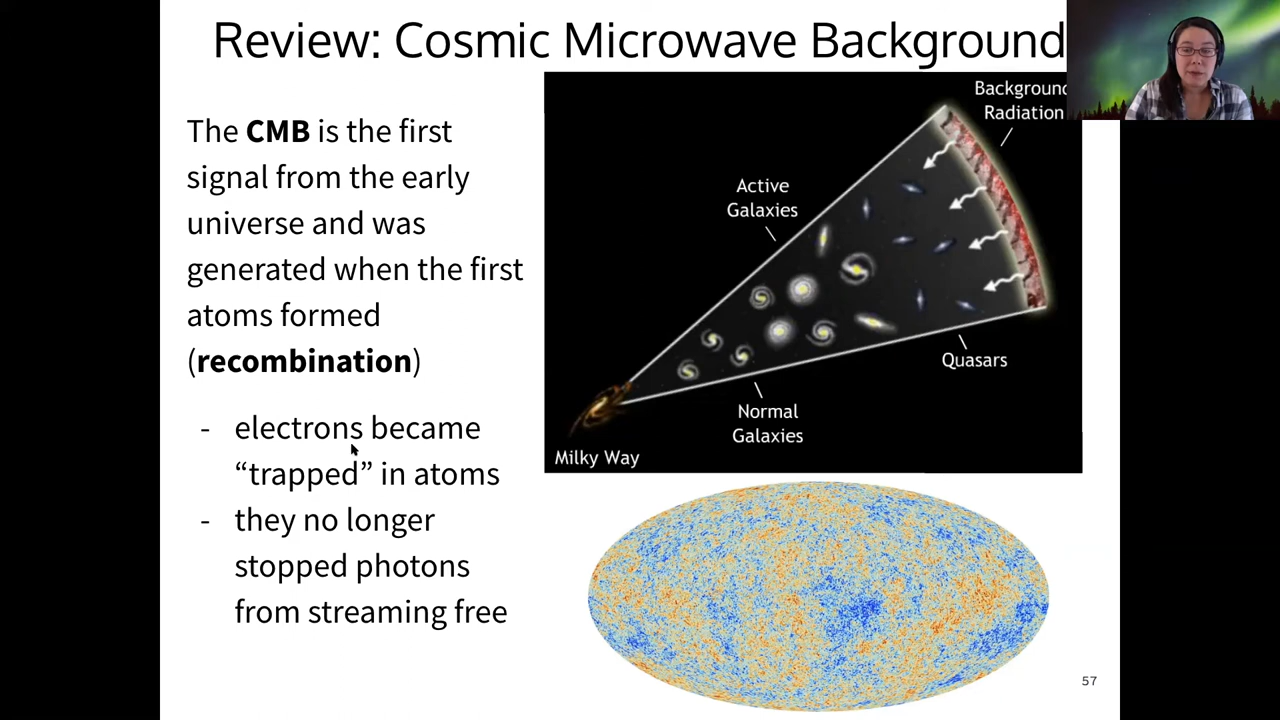 Review: Cosmic Microwave Background
The CMB is the first
signal from the early
universe and was
generated when the first
atoms formed
(recombination)
- electrons became
“trapped” in atoms
- they no longer
stopped photons
from streaming free
Background
Radiation
Active
Galaxies
Quasars
Normal
Galaxies
Milky Way
57